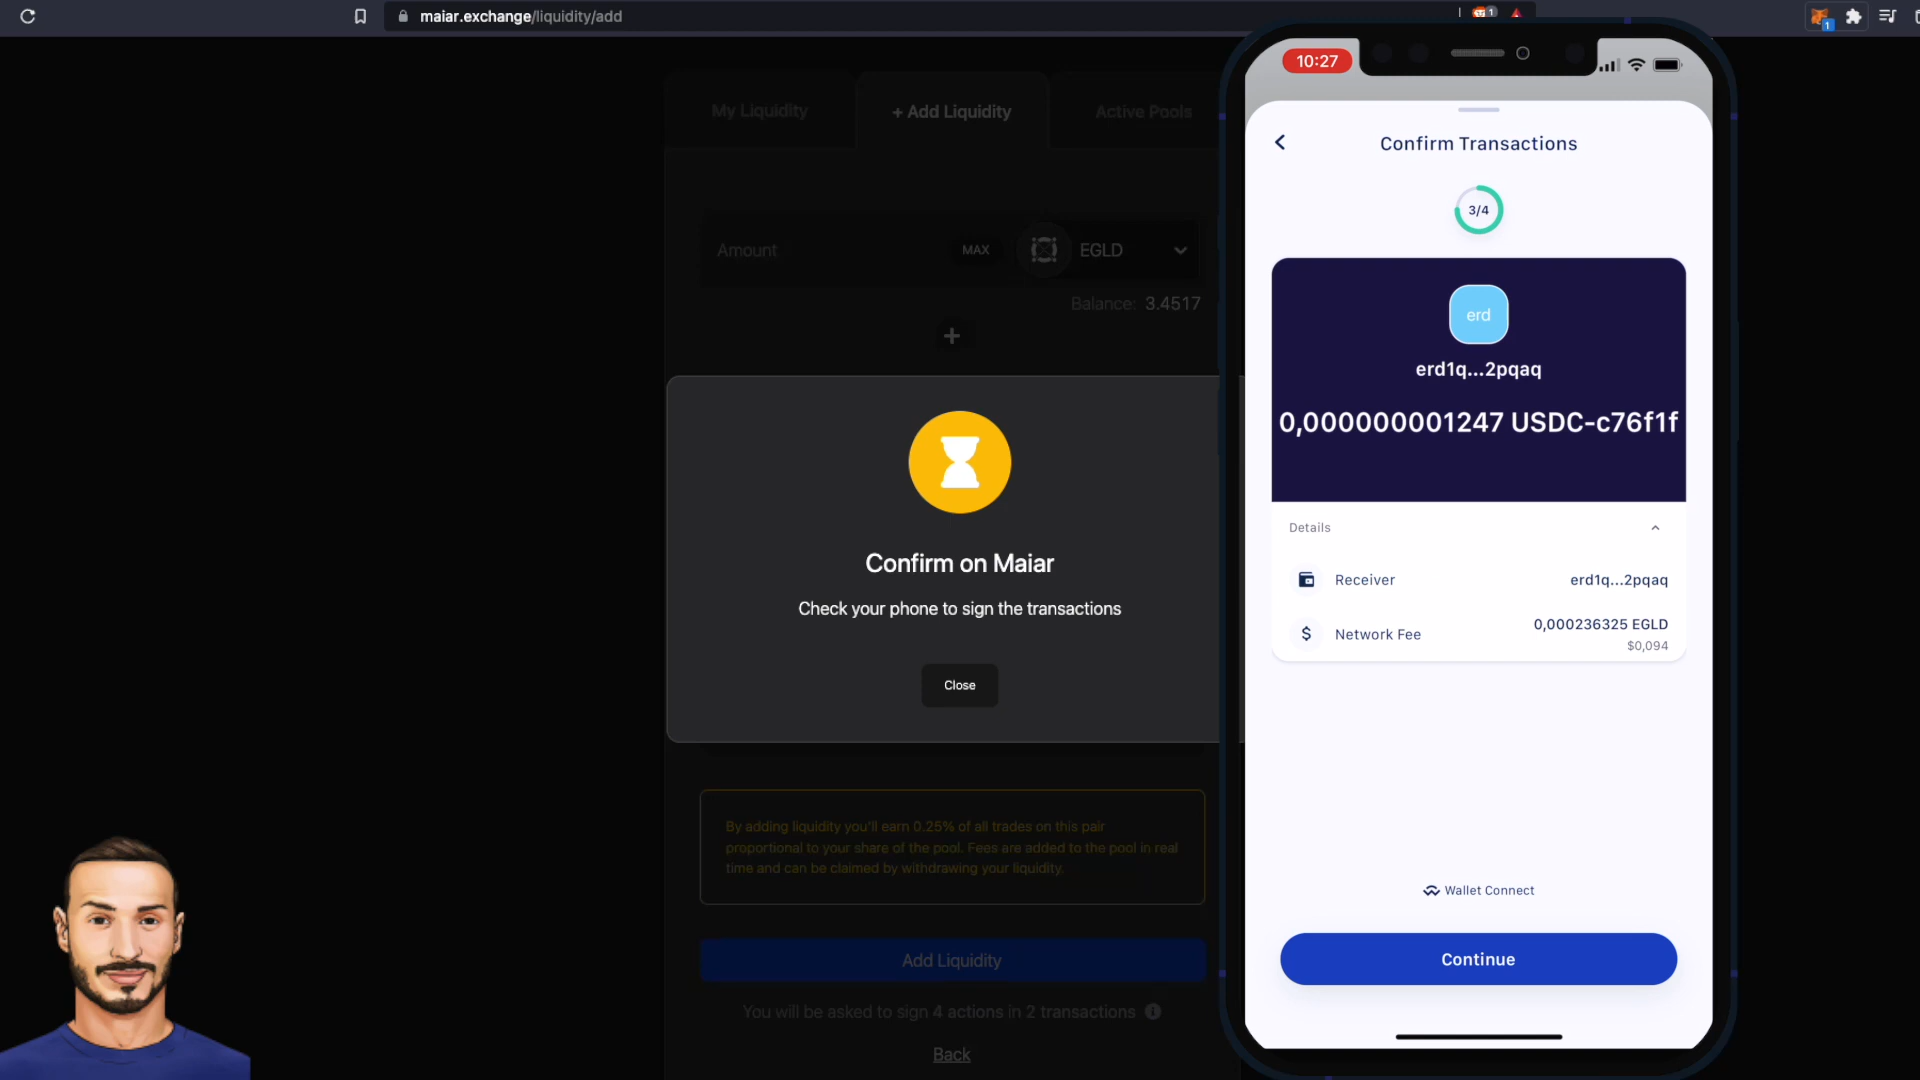 maiar.exchange/liquidity/add
1
1
My Liquidity
+ Add Liquidity
Active Pools
Amount
MAX
EGLD
Balance: 3.4517
+
Confirm on Maiar
Check your phone to sign the transactions
Close
By adding liquidity you'll earn 0.25% of all trades on this pair
proportional to your share of the pool. Fees are added to the pool in real
time and can be claimed by withdrawing your liquidity.
Add Liquidity
You will be asked to sign 4 actions in 2 transactions
Back
10:27
Confirm Transactions
3/4
erd
erd1q...2pqaq
0,000000001247 USDC-c76f1f
Details
Receiver
erd1q...2pqaq
Network Fee
0,000236325 EGLD
$0,094
Wallet Connect
Continue